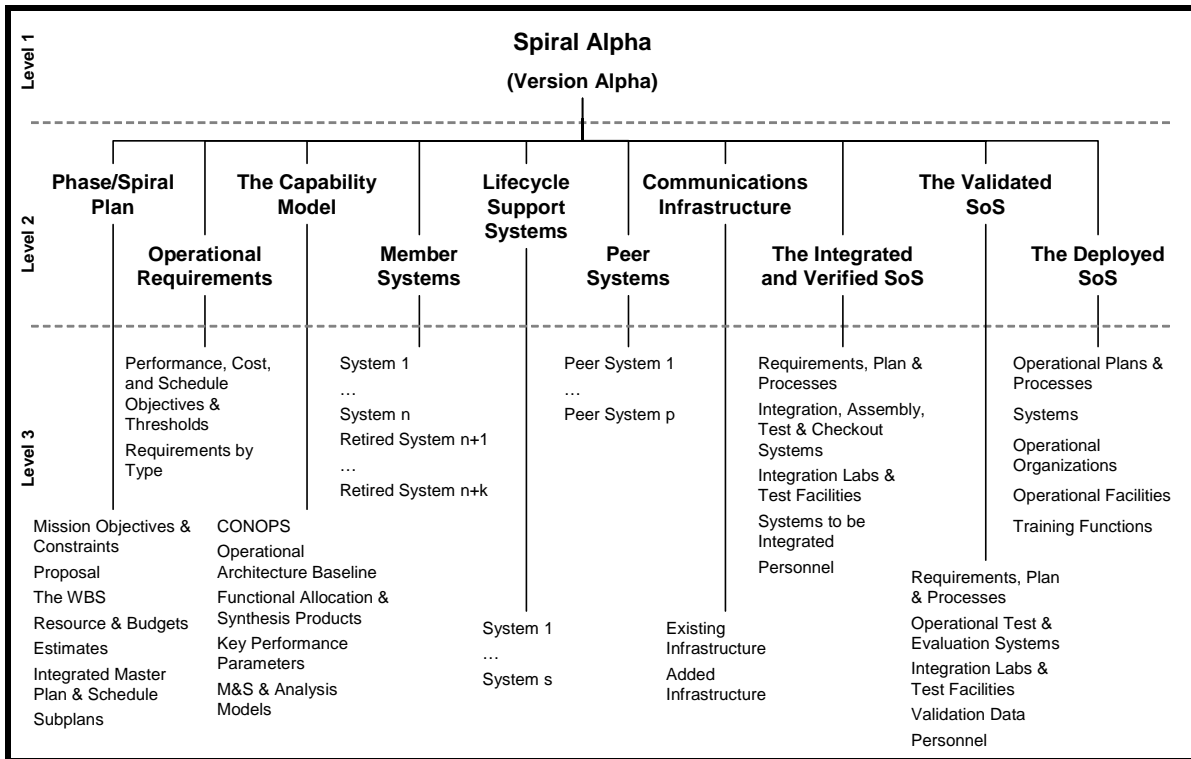 Level 1
Spiral Alpha
(Version Alpha)
Level 2
Phase/Spiral
Plan
Operational
Requirements
The Capability
Model
Member
Systems
Lifecycle
Support
Systems
Peer
Systems
Communications
Infrastructure
The Integrated
and Verified SoS
The Validated
SoS
The Deployed
SoS
Level 3
Mission Objectives &
Constraints
Proposal
The WBS
Resource & Budgets
Estimates
Integrated Master
Plan & Schedule
Subplans
Performance, Cost,
and Schedule
Objectives &
Thresholds
Requirements by
Type
CONOPS
Operational
Architecture Baseline
Functional Allocation &
Synthesis Products
Key Performance
Parameters
M&S & Analysis
Models
System 1
…
System n
Retired System n+1
…
Retired System n+k
System 1
…
System s
Peer System 1
…
Peer System p
Existing
Infrastructure
Added
Infrastructure
Requirements, Plan &
Processes
Integration, Assembly,
Test & Checkout
Systems
Integration Labs &
Test Facilities
Systems to be
Integrated
Personnel
Requirements, Plan
& Processes
Operational Test &
Evaluation Systems
Integration Labs &
Test Facilities
Validation Data
Personnel
Operational Plans &
Processes
Systems
Operational
Organizations
Operational Facilities
Training Functions